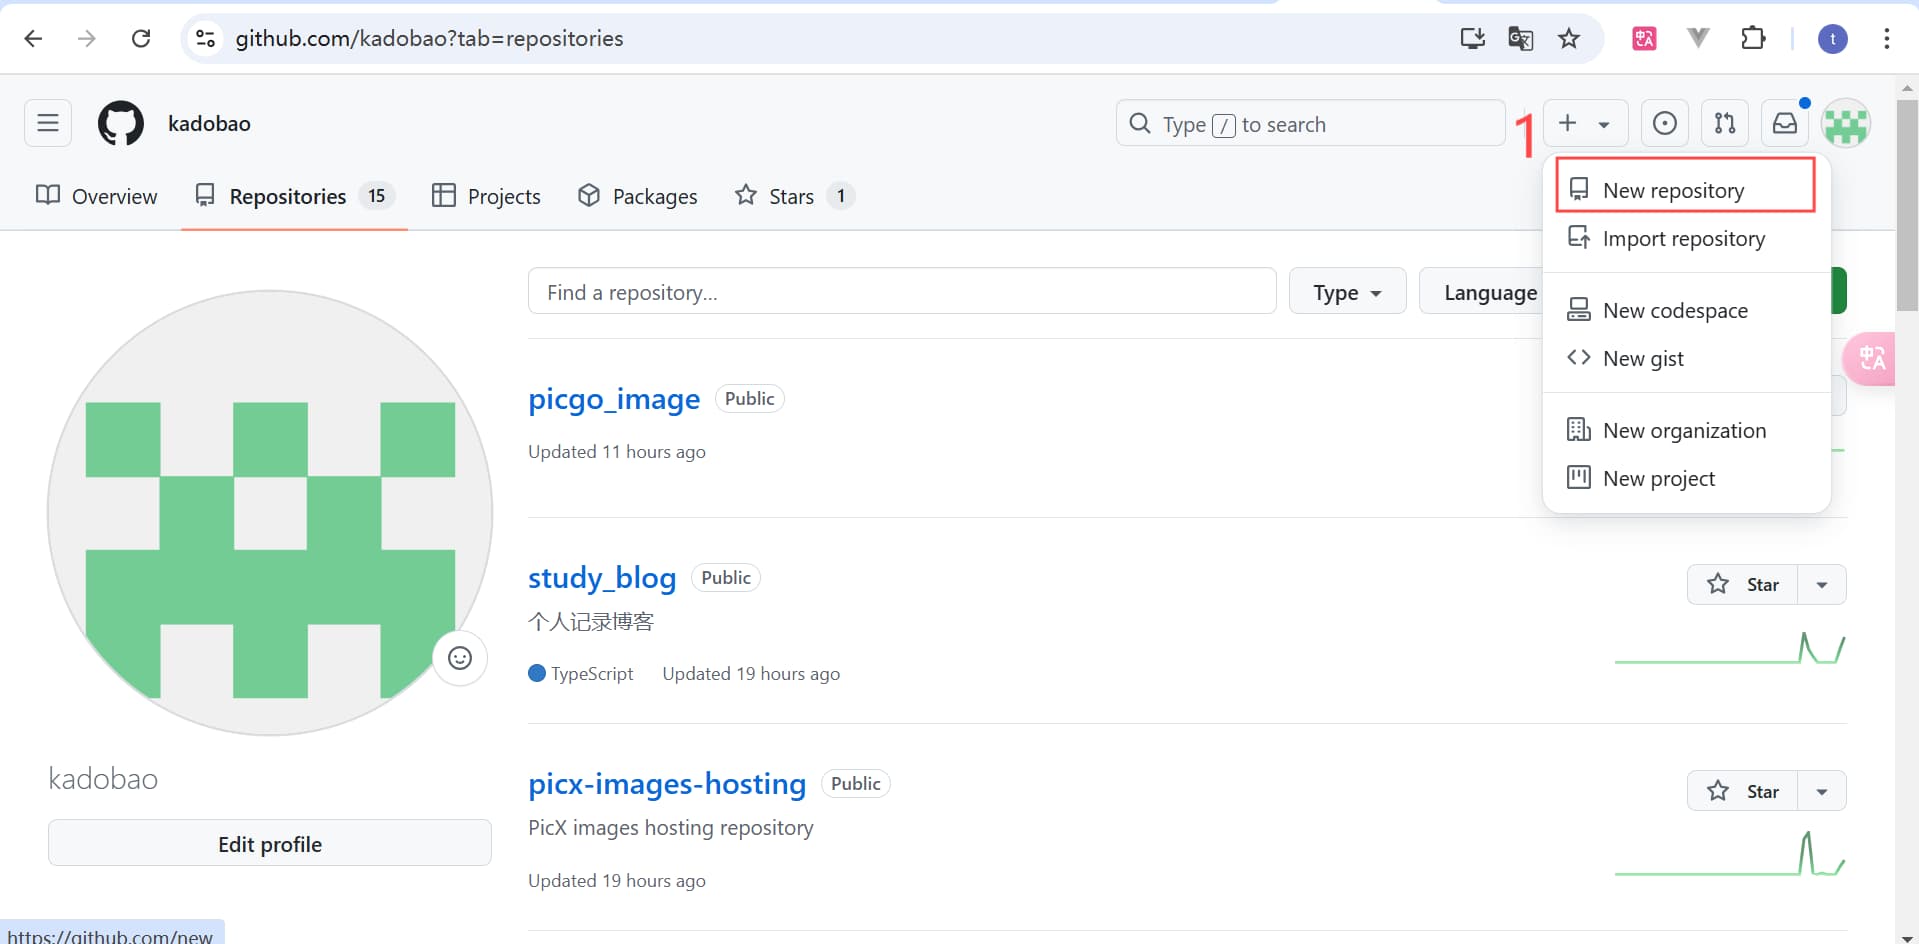 github.com/kadobao?tab=repositories
t
kadobao
Type / to search
1
Overview
Repositories 15
Projects
Packages
Stars 1
New repository
Import repository
New codespace
New gist
New organization
New project
Find a repository...
Type
Language
中A
picgo_image Public
Updated 11 hours ago
study_blog Public
Star
个人记录博客
TypeScript Updated 19 hours ago
kadobao
Edit profile
picx-images-hosting Public
Star
PicX images hosting repository
Updated 19 hours ago
https://github.com/new